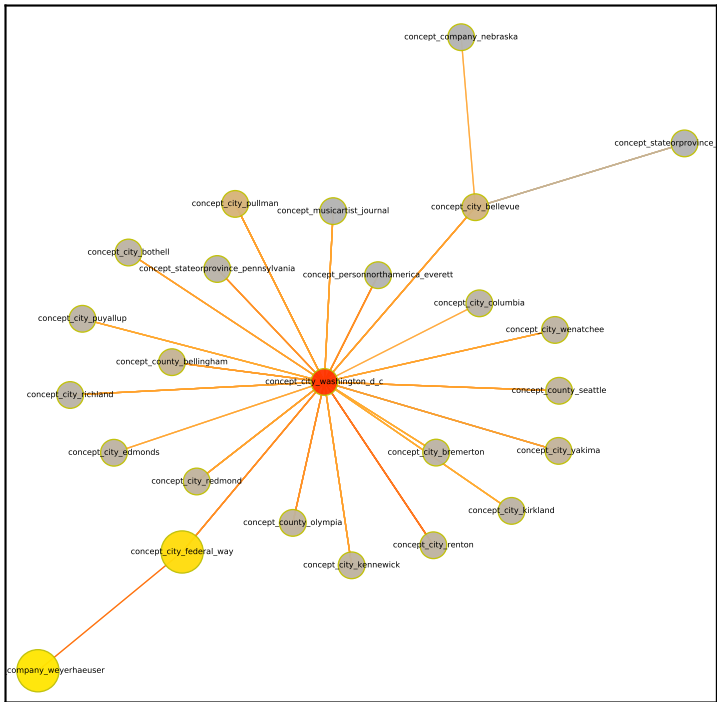 concept_company_nebraska
concept_stateorprovince_
concept_city_pullman
concept_musicartist_journal
concept_city_bellevue
concept_city_bothell
concept_stateorprovince_pennsylvania
concept_personnorthamerica_everett
concept_city_columbia
concept_city_puyallup
concept_city_wenatchee
concept_county_bellingham
concept_city_washington_d_c
concept_county_seattle
concept_city_richland
concept_city_edmonds
concept_city_bremerton
concept_city_yakima
concept_city_redmond
concept_city_kirkland
concept_county_olympia
concept_city_renton
concept_city_federal_way
concept_city_kennewick
company_weyerhaeuser